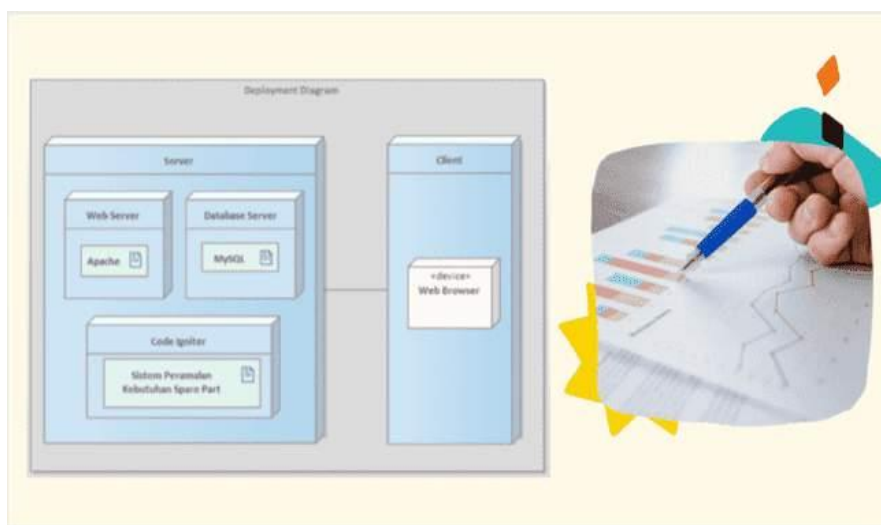 Deployment Diagram
Server
Client
Web Server
Database Server
Apache
MySQL
«device»
Web Browser
Code Igniter
Sistem Peramalan
Kebutuhan Spare Part